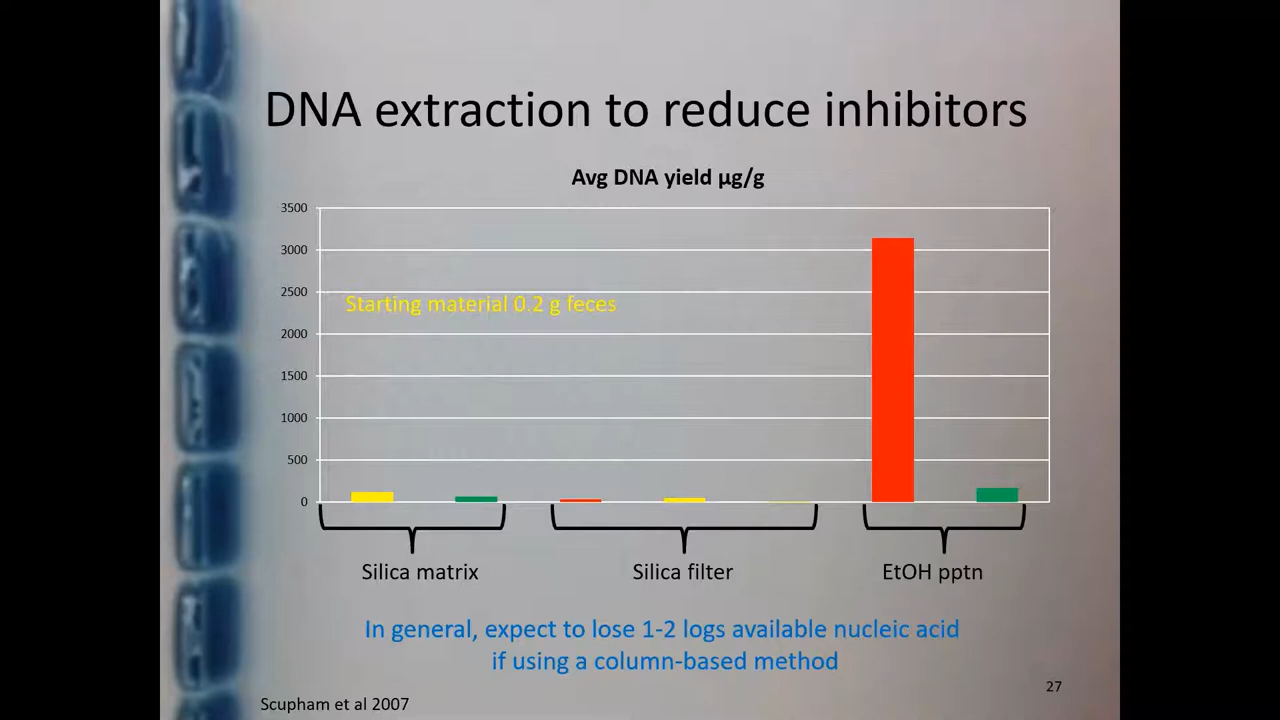 DNA extraction to reduce inhibitors
Avg DNA yield µg/g
3500
3000
2500
2000
1500
1000
500
0
Starting material 0.2 g feces
Silica matrix
Silica filter
EtOH pptn
In general, expect to lose 1-2 logs available nucleic acid
if using a column-based method
27
Scupham et al 2007